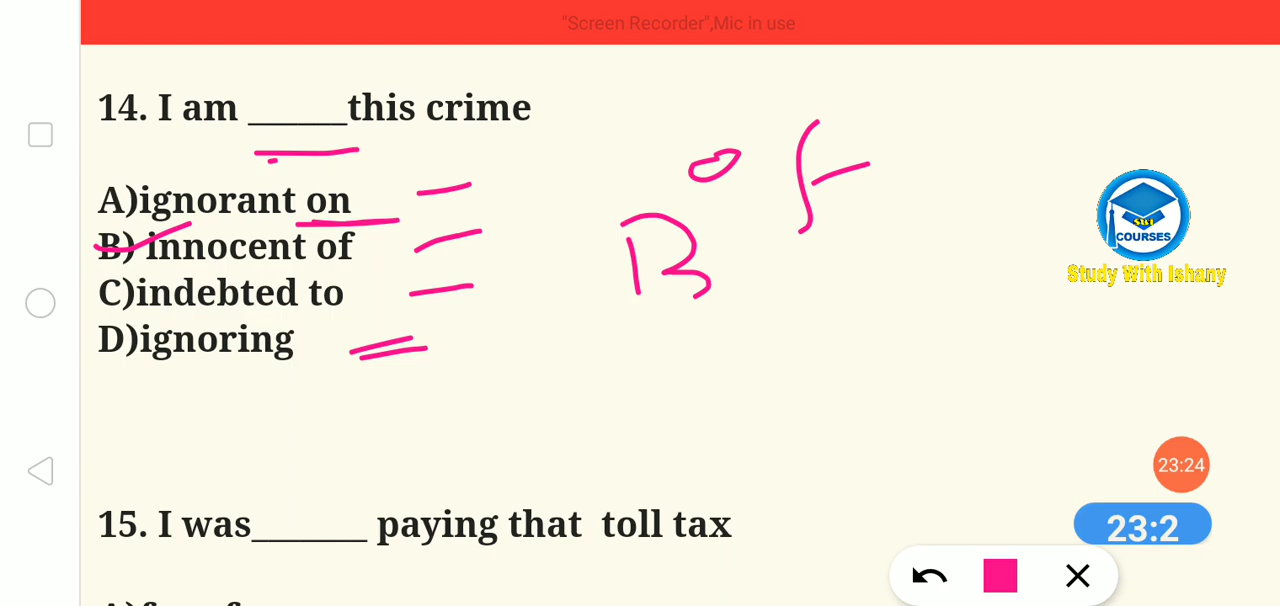 "Screen Recorder",Mic in use
14. I am ______this crime
of
A)ignorant on
B) innocent of
B
C)indebted to
D)ignoring
COURSES
Study With Ishany
23:24
15. I was_______ paying that toll tax
23:2